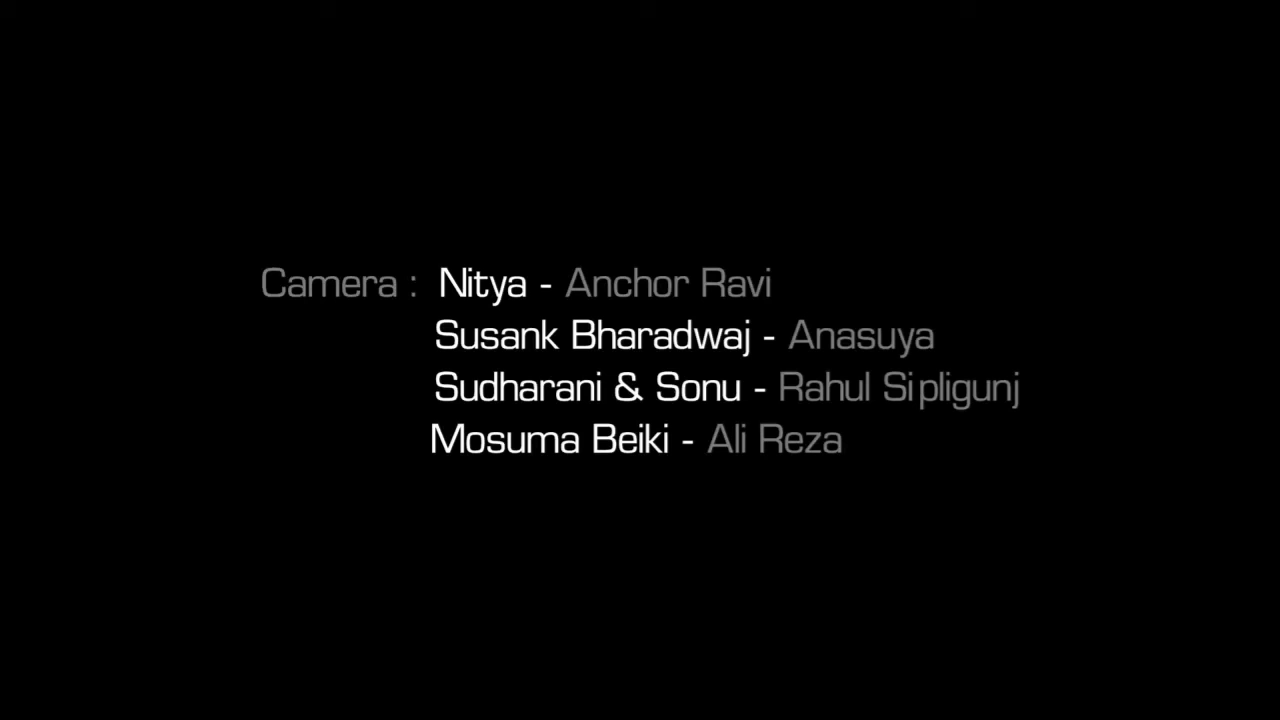 Camera : Nitya - Anchor Ravi
Susank Bharadwaj - Anasuya
Sudharani & Sonu - Rahul Sipligunj
Mosuma Beiki - Ali Reza